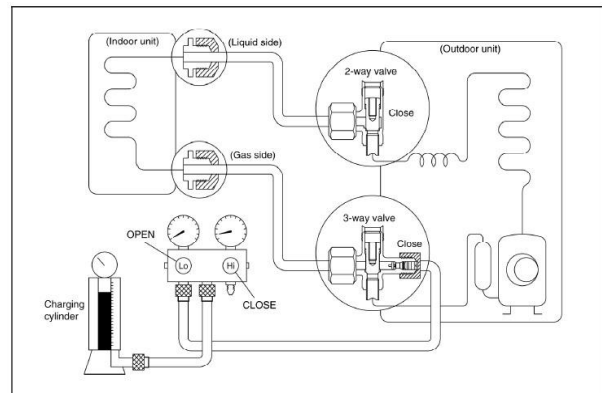 (Indoor unit)
(Liquid side)
2-way valve
(Outdoor unit)
Close
(Gas side)
3-way valve
Close
OPEN
Lo
Hi
CLOSE
Charging
cylinder